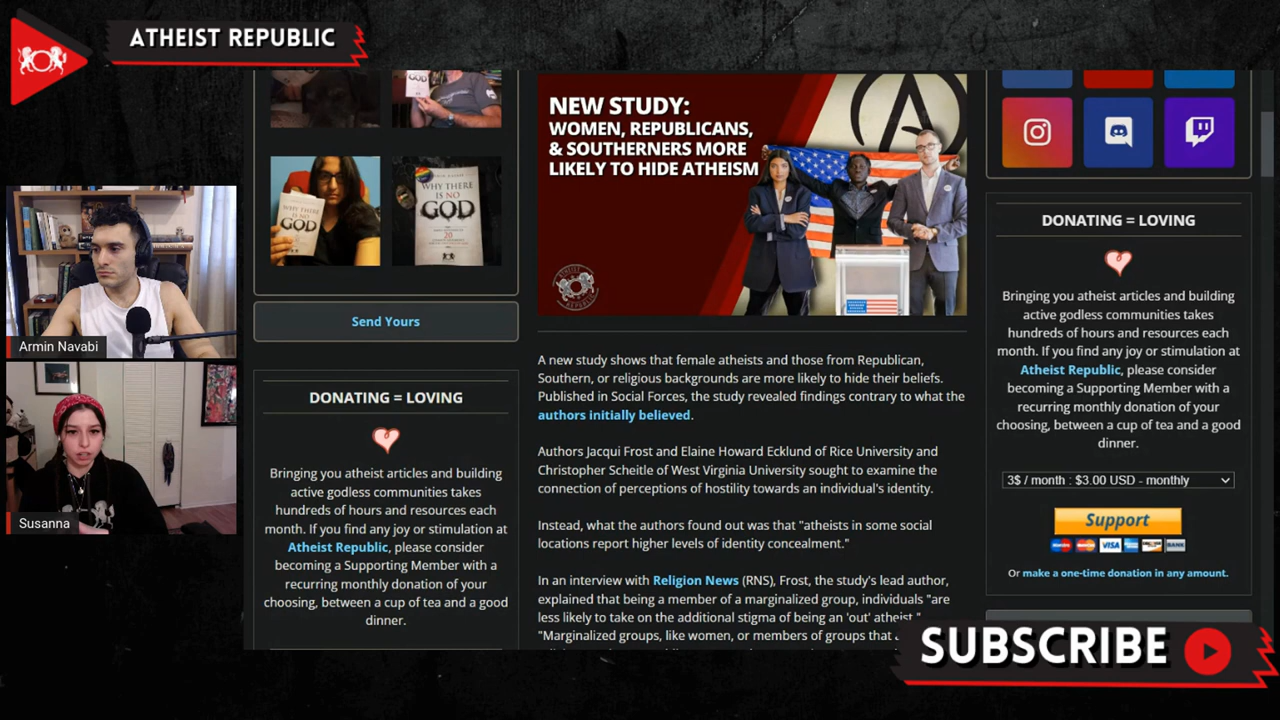 ATHEIST REPUBLIC
Armin Navabi
Susanna
WHY THERE
IS NO
GOD
WHY THERE
IS NO
GOD
20
Send Yours
DONATING = LOVING
Bringing you atheist articles and building
active godless communities takes
hundreds of hours and resources each
month. If you find any joy or stimulation at
Atheist Republic, please consider
becoming a Supporting Member with a
recurring monthly donation of your
choosing, between a cup of tea and a good
dinner.
NEW STUDY:
WOMEN, REPUBLICANS,
& SOUTHERNERS MORE
LIKELY TO HIDE ATHEISM
ATHEIST
REPUBLIC
A new study shows that female atheists and those from Republican,
Southern, or religious backgrounds are more likely to hide their beliefs.
Published in Social Forces, the study revealed findings contrary to what the
authors initially believed.
Authors Jacqui Frost and Elaine Howard Ecklund of Rice University and
Christopher Scheitle of West Virginia University sought to examine the
connection of perceptions of hostility towards an individual's identity.
Instead, what the authors found out was that "atheists in some social
locations report higher levels of identity concealment."
In an interview with Religion News (RNS), Frost, the study's lead author,
explained that being a member of a marginalized group, individuals "are
less likely to take on the additional stigma of being an 'out' atheist."
"Marginalized groups, like women, or members of groups that
DONATING = LOVING
Bringing you atheist articles and building
active godless communities takes
hundreds of hours and resources each
month. If you find any joy or stimulation at
Atheist Republic, please consider
becoming a Supporting Member with a
recurring monthly donation of your
choosing, between a cup of tea and a good
dinner.
3$ / month : $3.00 USD - monthly
Support
VISA
BANK
Or make a one-time donation in any amount.
SUBSCRIBE